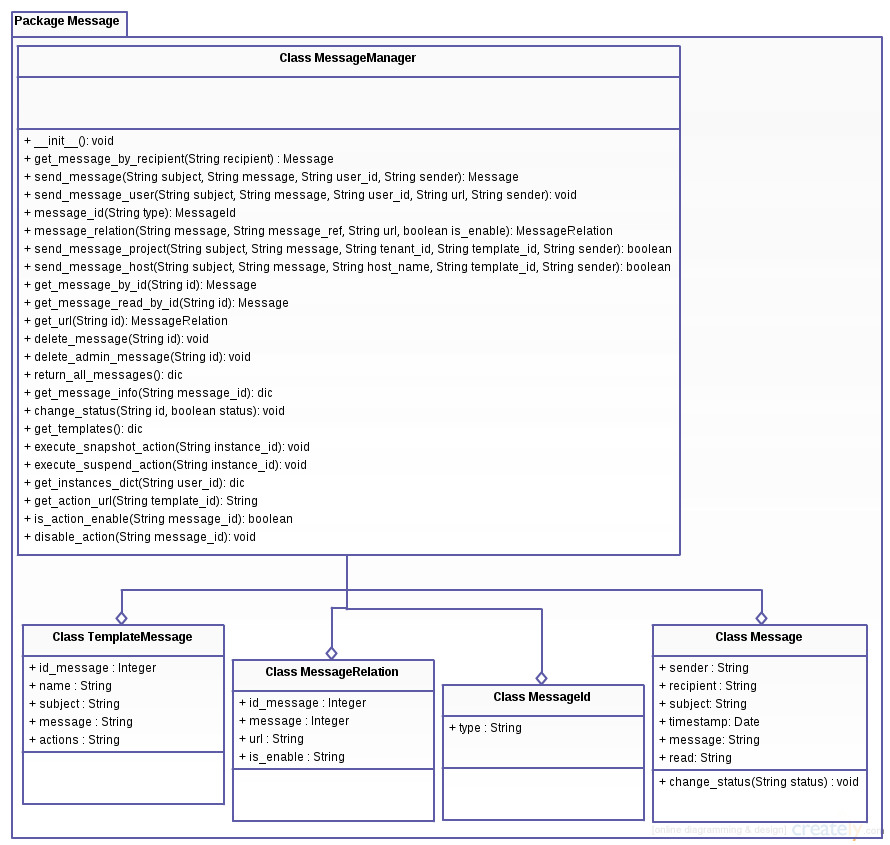 Package Message
Class MessageManager
+ __init__(): void
+ get_message_by_recipient(String recipient) : Message
+ send_message(String subject, String message, String user_id, String sender): Message
+ send_message_user(String subject, String message, String user_id, String url, String sender): void
+ message_id(String type): MessageId
+ message_relation(String message, String message_ref, String url, boolean is_enable): MessageRelation
+ send_message_project(String subject, String message, String tenant_id, String template_id, String sender): boolean
+ send_message_host(String subject, String message, String host_name, String template_id, String sender): boolean
+ get_message_by_id(String id): Message
+ get_message_read_by_id(String id): Message
+ get_url(String id): MessageRelation
+ delete_message(String id): void
+ delete_admin_message(String id): void
+ return_all_messages(): dic
+ get_message_info(String message_id): dic
+ change_status(String id, boolean status): void
+ get_templates(): dic
+ execute_snapshot_action(String instance_id): void
+ execute_suspend_action(String instance_id): void
+ get_instances_dict(String user_id): dic
+ get_action_url(String template_id): String
+ is_action_enable(String message_id): boolean
+ disable_action(String message_id): void
Class TemplateMessage
+ id_message : Integer
+ name : String
+ subject : String
+ message : String
+ actions : String
Class MessageRelation
+ id_message : Integer
+ message : Integer
+ url : String
+ is_enable : String
Class MessageId
+ type : String
Class Message
+ sender : String
+ recipient : String
+ subject: String
+ timestamp: Date
+ message: String
+ read: String
+ change_status(String status) : void
[online diagramming & design] creately.com